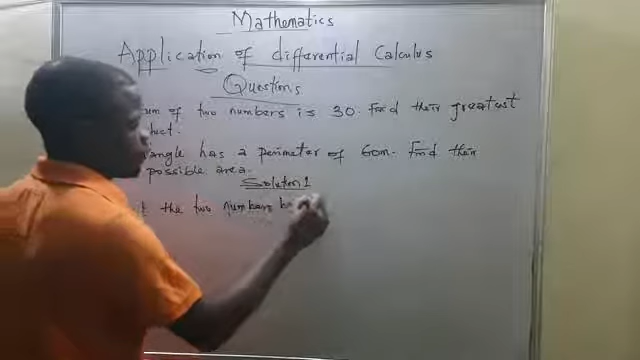 Mathematics
Application of differential Calculus
Questions
um of two numbers is 30. Find their greatest
duct.
angle has a perimeter of 60m. Find their
possible area.
Solution 1
the two numbers be